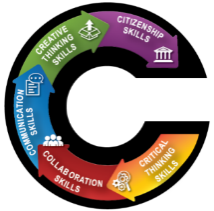 CREATIVE
THINKING
SKILLS
CITIZENSHIP
SKILLS
COMMUNICATION
SKILLS
COLLABORATION
SKILLS
CRITICAL
THINKING
SKILLS